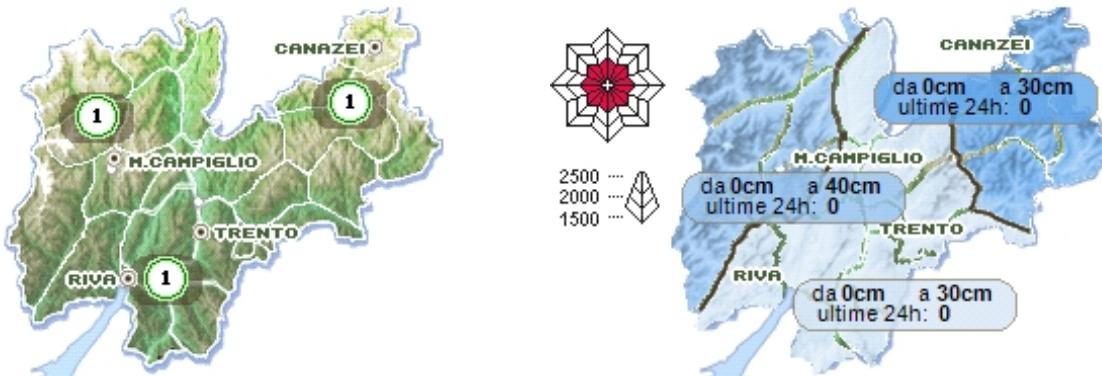 CANAZEI
1
1
M.CAMPIGLIO
TRENTO
RIVA
1
2500
2000
1500
CANAZEI
da 0cm a 30cm
ultime 24h: 0
M.CAMPIGLIO
da 0cm a 40cm
ultime 24h: 0
TRENTO
RIVA
da 0cm a 30cm
ultime 24h: 0